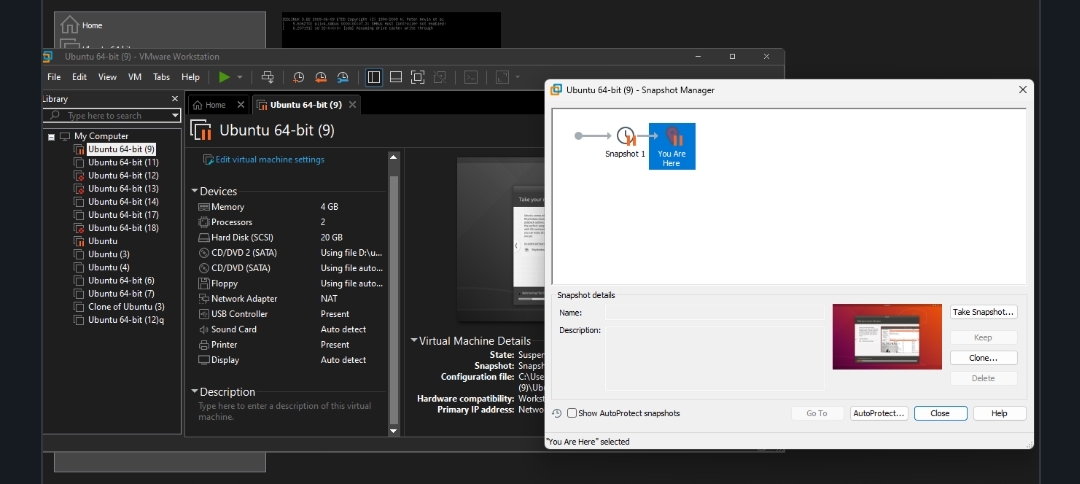 Home
Ubuntu 64-bit (9) - VMware Workstation
File Edit View VM Tabs Help
Library
Type here to search
My Computer
Ubuntu 64-bit (9)
Ubuntu 64-bit (11)
Ubuntu 64-bit (12)
Ubuntu 64-bit (13)
Ubuntu 64-bit (14)
Ubuntu 64-bit (17)
Ubuntu 64-bit (18)
Ubuntu
Ubuntu (3)
Ubuntu (4)
Ubuntu 64-bit (6)
Ubuntu 64-bit (7)
Clone of Ubuntu (3)
Ubuntu 64-bit (12)q
Home
Ubuntu 64-bit (9)
Ubuntu 64-bit (9)
Edit virtual machine settings
Devices
Memory 4 GB
Processors 2
Hard Disk (SCSI) 20 GB
CD/DVD 2 (SATA) Using file D:\u...
CD/DVD (SATA) Using file auto...
Floppy Using file auto...
Network Adapter NAT
USB Controller Present
Sound Card Auto detect
Printer Present
Display Auto detect
Description
Type here to enter a description of this virtual
machine.
Take your
Virtual Machine Details
State: Suspen
Snapshot: Snapsh
Configuration file: C:\Use
(9)\Ub
Hardware compatibility: Workst
Primary IP address: Netwo
Ubuntu 64-bit (9) - Snapshot Manager
Snapshot 1
You Are
Here
Snapshot details
Name:
Description:
Take Snapshot...
Keep
Clone...
Delete
Show AutoProtect snapshots
Go To
AutoProtect...
Close
Help
"You Are Here" selected